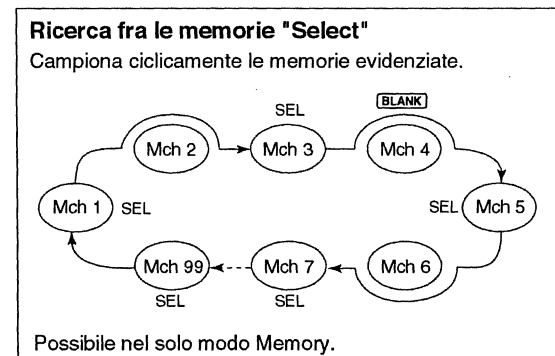 Ricerca fra le memorie "Select"
Campiona ciclicamente le memorie evidenziate.
BLANK
SEL
Mch 2
Mch 3
Mch 4
Mch 1
SEL
SEL
Mch 5
Mch 99
Mch 7
Mch 6
SEL
SEL
Possibile nel solo modo Memory.